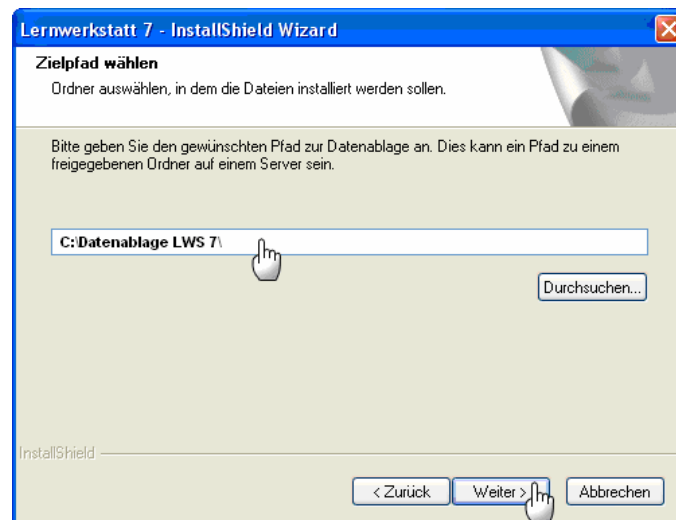 Lernwerkstatt 7 - InstallShield Wizard
Zielpfad wählen
Ordner auswählen, in dem die Dateien installiert werden sollen.
Bitte geben Sie den gewünschten Pfad zur Datenablage an. Dies kann ein Pfad zu einem
freigegebenen Ordner auf einem Server sein.
C:\Datenablage LWS 7\
Durchsuchen...
InstallShield
< Zurück
Weiter >
Abbrechen